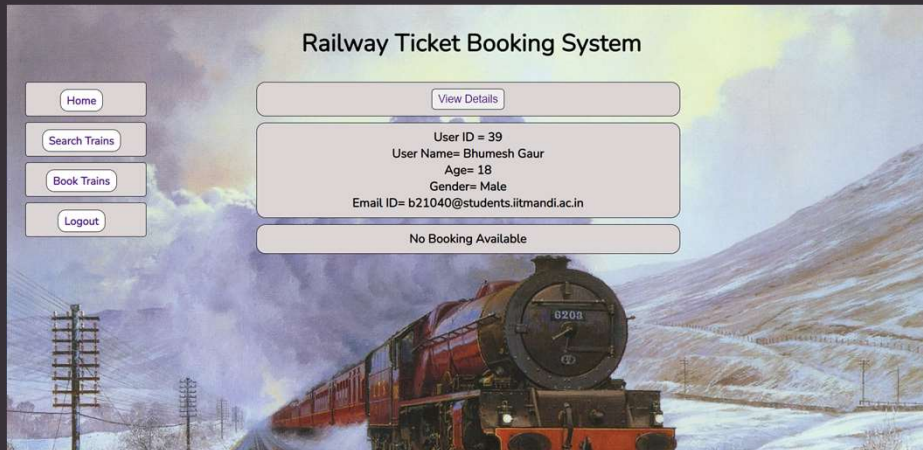 Railway Ticket Booking System
Home
Search Trains
Book Trains
Logout
View Details
User ID = 39
User Name= Bhumesh Gaur
Age= 18
Gender= Male
Email ID= b21040@students.iitmandi.ac.in
No Booking Available